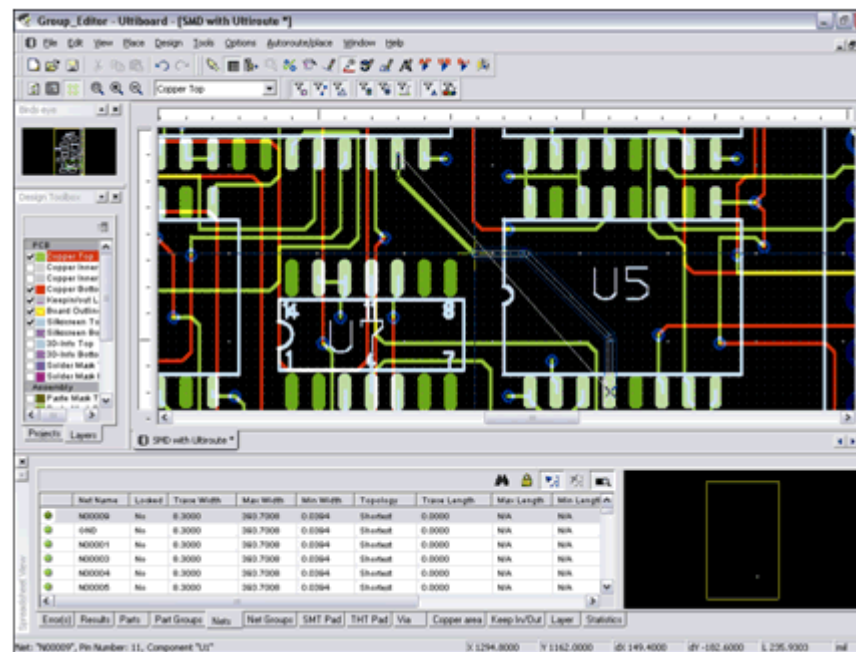 Group_Editor - Ultiboard - [SMD with Ultiroute *]
File Edit View Place Design Tools Options Autoroute/place Window Help
Copper Top
Birds eye
Design Toolbox
PCB
Copper Top
Copper Inner
Copper Inner
Copper Botto
Keepin/out L
Board Outlin
Silkscreen To
Silkscreen Bo
3D-Info Top
3D-Info Botto
Solder Mask T
Solder Mask
Assembly
Paste Mask T
Projects Layers
U5
14 8
U7
1 7
SMD with Ultiroute *
Net Name Locked Trace Width Max Width Min Width Topology Trace Length Max Length Min Length
N00009 No 8.3000 393.7008 0.0394 Shortest 0.0000 N/A N/A
GND No 8.3000 393.7008 0.0394 Shortest 0.0000 N/A N/A
N00001 No 8.3000 393.7008 0.0394 Shortest 0.0000 N/A N/A
N00003 No 8.3000 393.7008 0.0394 Shortest 0.0000 N/A N/A
N00004 No 8.3000 393.7008 0.0394 Shortest 0.0000 N/A N/A
N00005 No 8.3000 393.7008 0.0394 Shortest 0.0000 N/A N/A
Spreadsheet View
Error(s) Results Parts Part Groups Nets Net Groups SMT Pad THT Pad Via Copper area Keep In/Out Layer Statistics
Net: "N00009", Pin Number: 11, Component "U1" X 1294.8000 Y 1162.0000 dX 149.4000 dY -182.6000 L 235.9303 mil